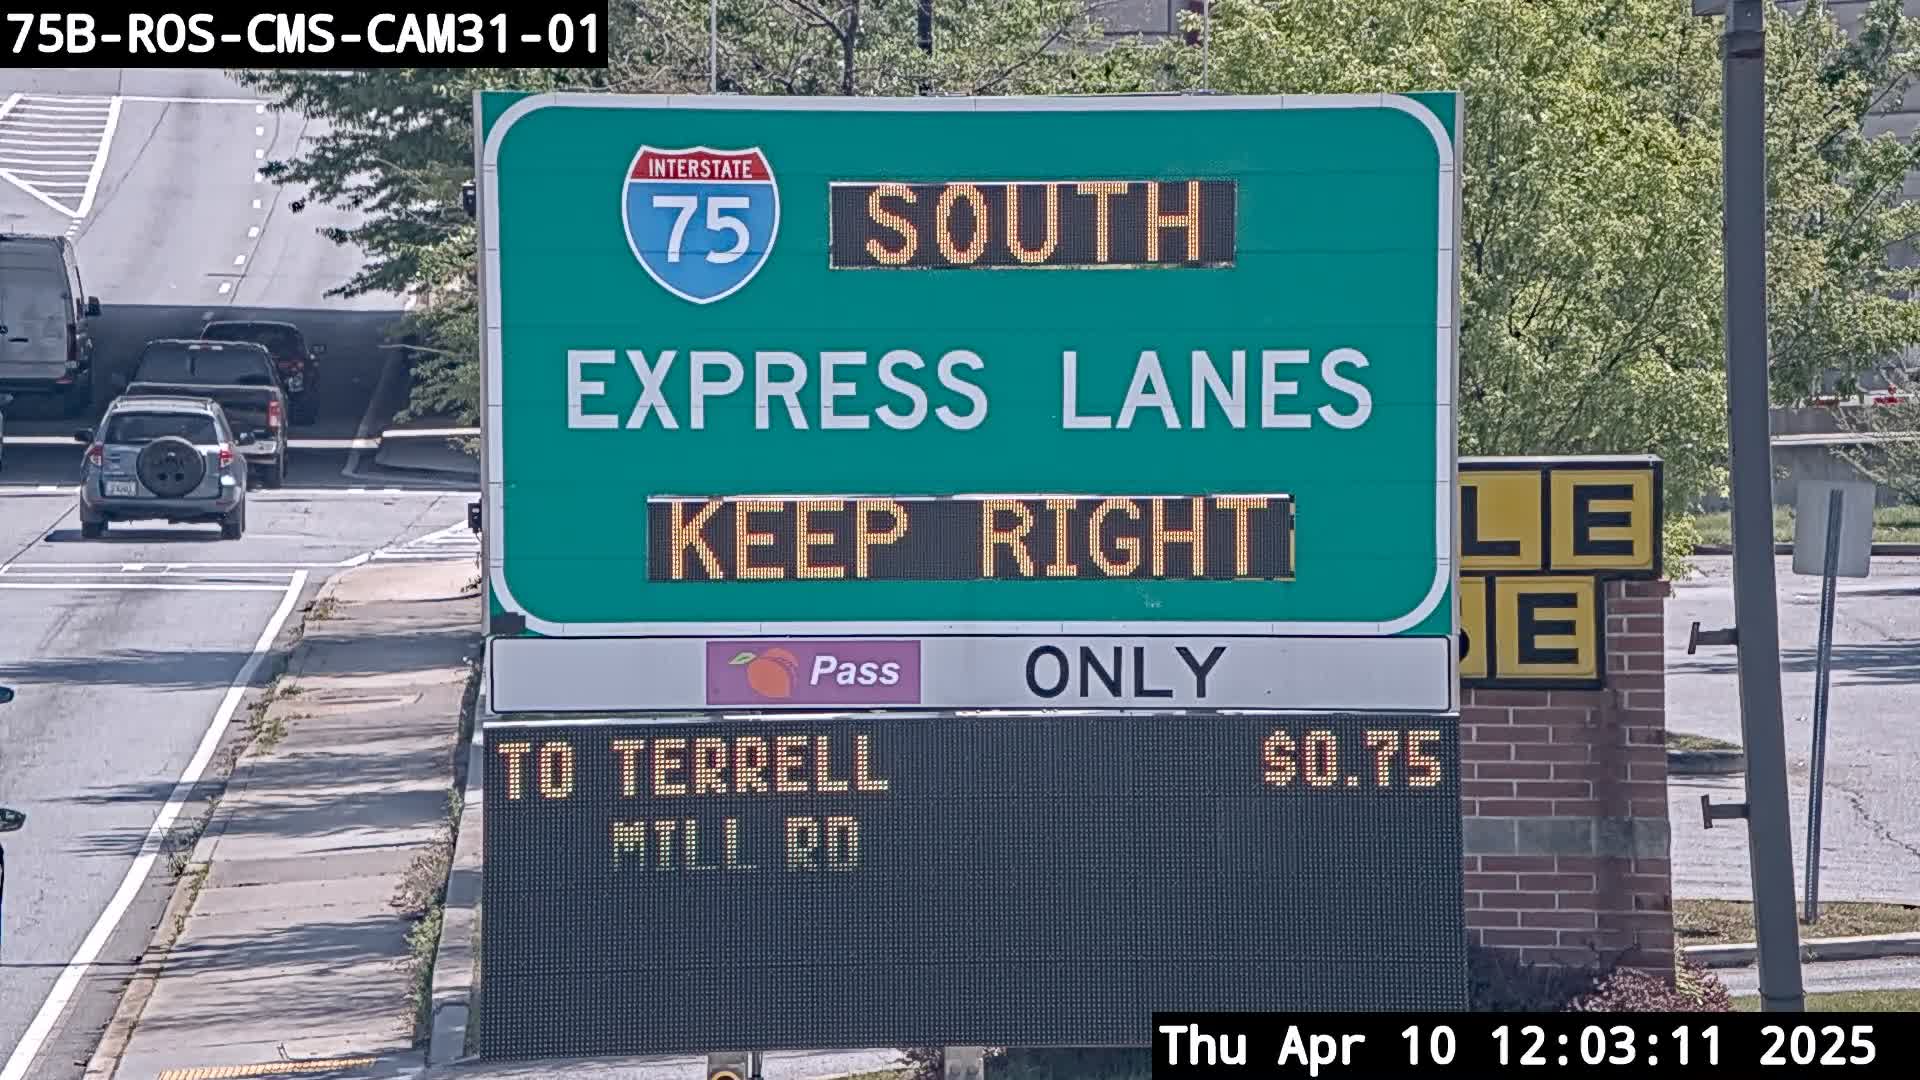 75B-ROS-CMS-CAM31-01
INTERSTATE
75
SOUTH
EXPRESS LANES
KEEP RIGHT
LE
E
Pass ONLY
TO TERRELL $0.75
MILL RD
Thu Apr 10 12:03:11 2025